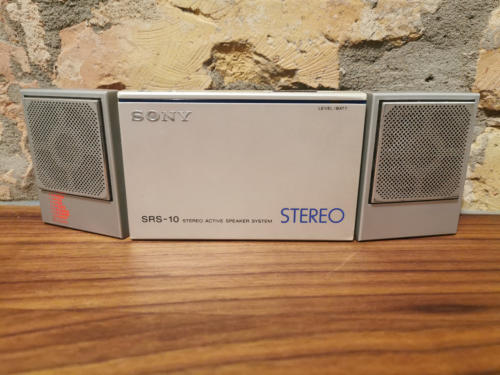 SONY
LEVEL/BATT
SRS-10 STEREO ACTIVE SPEAKER SYSTEM STEREO